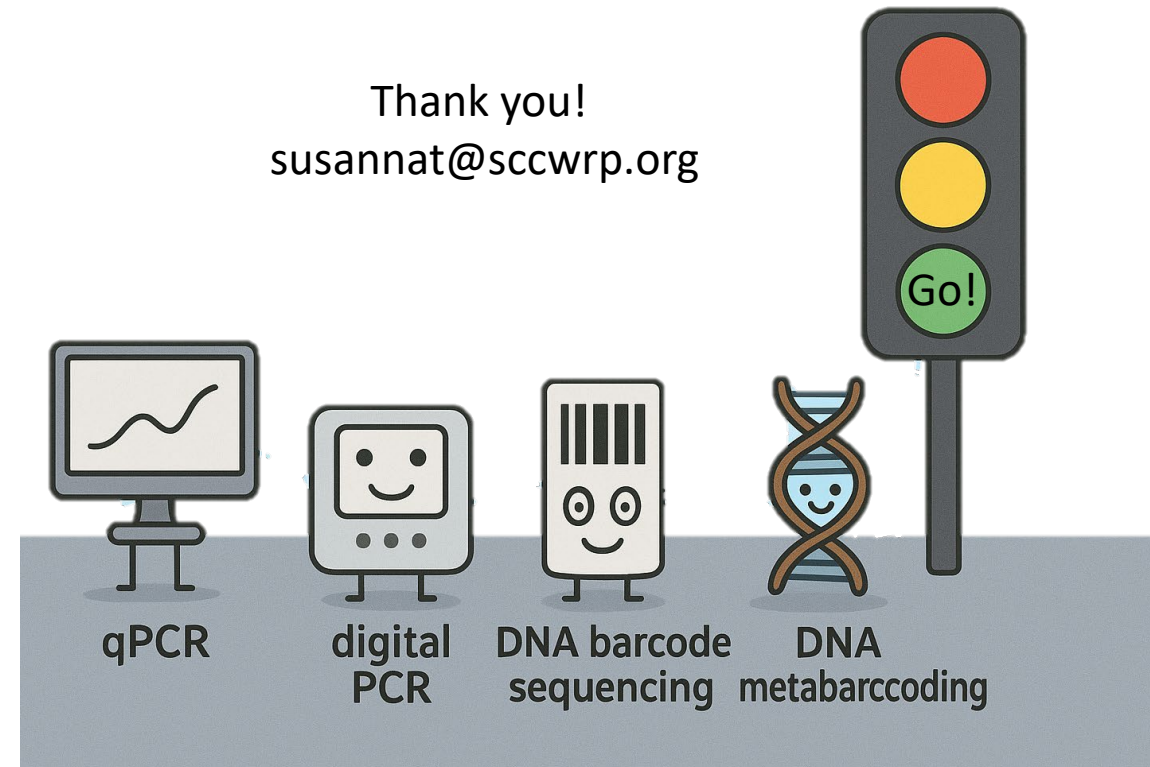 Thank you!
susannat@sccwrp.org
Go!
qPCR
digital
PCR
DNA barcode
sequencing
DNA
metabarccoding